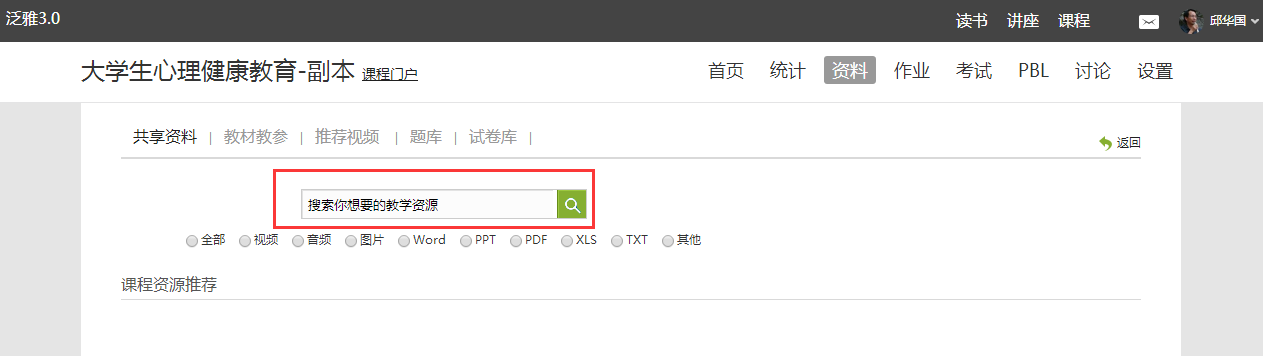 泛雅3.0 读书 讲座 课程 邱华国
大学生心理健康教育-副本 课程门户 首页 统计 资料 作业 考试 PBL 讨论 设置
共享资料 | 教材教参 | 推荐视频 | 题库 | 试卷库 | 返回
搜索你想要的教学资源
全部 视频 音频 图片 Word PPT PDF XLS TXT 其他
课程资源推荐